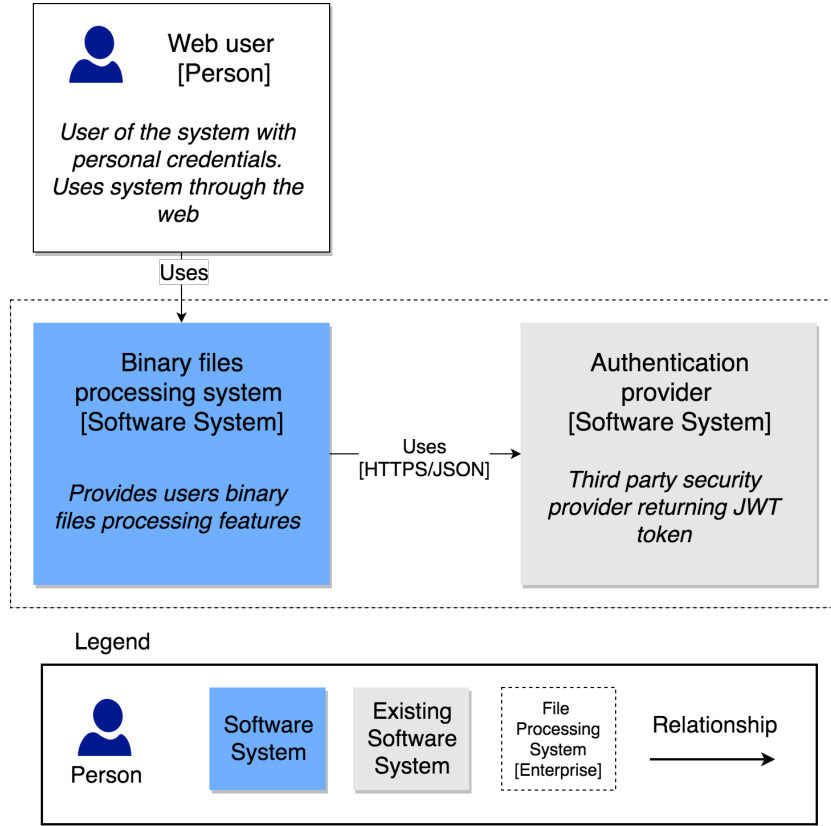 Web user
[Person]
User of the system with
personal credentials.
Uses system through the
web
Uses
Binary files
processing system
[Software System]
Provides users binary
files processing features
Uses
[HTTPS/JSON]
Authentication
provider
[Software System]
Third party security
provider returning JWT
token
Legend
Person
Software
System
Existing
Software
System
File
Processing
System
[Enterprise]
Relationship